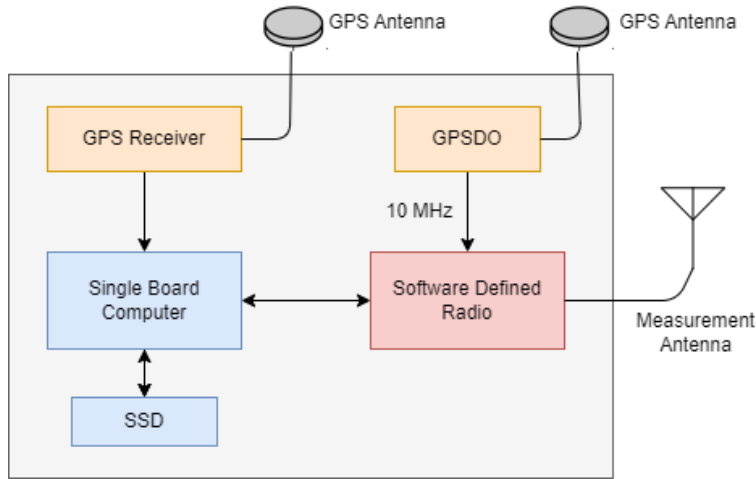 GPS Antenna
GPS Antenna
GPS Receiver
GPSDO
10 MHz
Single Board
Computer
Software Defined
Radio
Measurement
Antenna
SSD